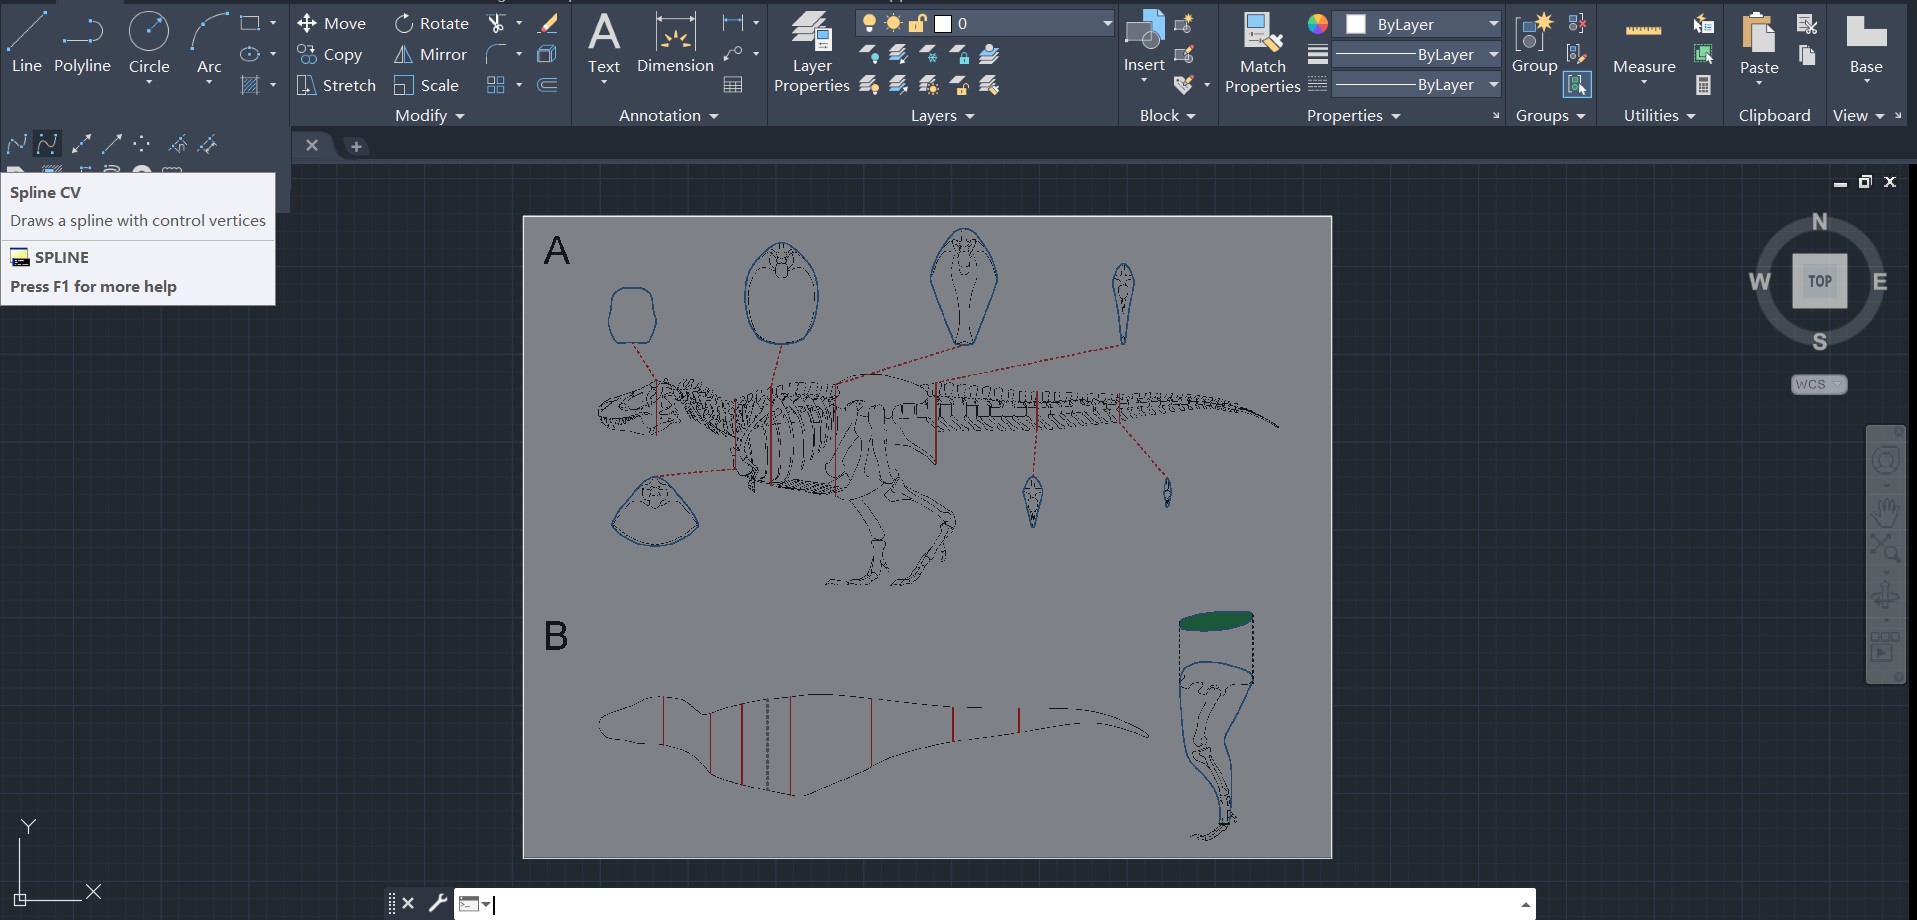 Line Polyline Circle Arc
Move Rotate
Copy Mirror
Stretch Scale
Modify
Text Dimension
Annotation
Layer
Properties
0
Layers
Insert
Block
Match
Properties
ByLayer
ByLayer
ByLayer
Properties
Group
Groups
Measure
Utilities
Paste
Clipboard
Base
View
Spline CV
Draws a spline with control vertices
SPLINE
Press F1 for more help
A
B
N
W TOP E
S
WCS
Y
X